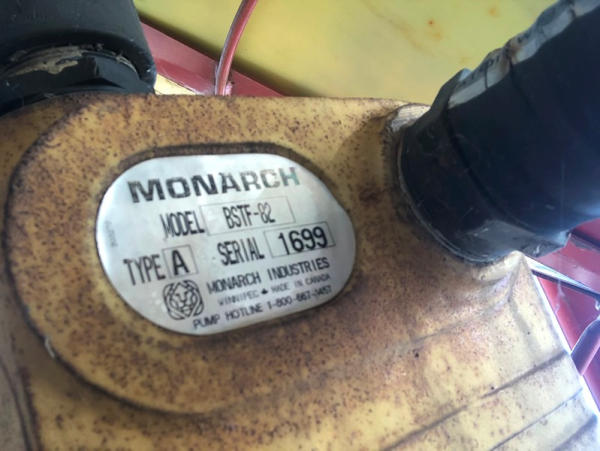 MONARCH
MODEL BSTF-82
TYPE A SERIAL 1699
MONARCH INDUSTRIES
WINNIPEG MADE IN CANADA
PUMP HOTLINE 1-800-667-1457